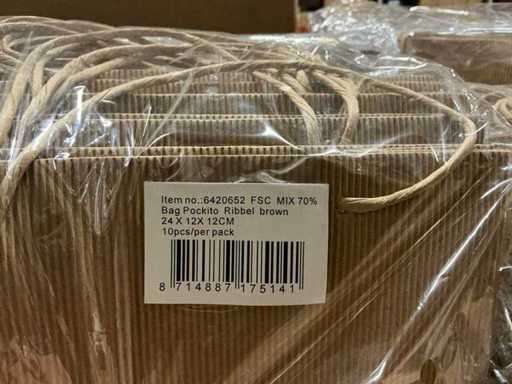 Item no.:6420652 FSC MIX 70%
Bag Pockito Ribbel brown
24 X 12X 12CM
10pcs/per pack
8 714887 175141